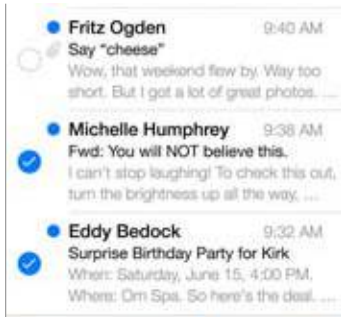 Fritz Ogden 9:40 AM
Say “cheese”
Wow, that weekend flew by. Way too
short. But I got a lot of great photos. ....
Michelle Humphrey 9:38 AM
Fwd: You will NOT believe this.
I can't stop laughing! To check this out,
turn the brightness up all the way, ....
Eddy Bedock 9:32 AM
Surprise Birthday Party for Kirk
When: Saturday, June 15, 4:00 PM.
Where: Om Spa. So here's the deal. ....